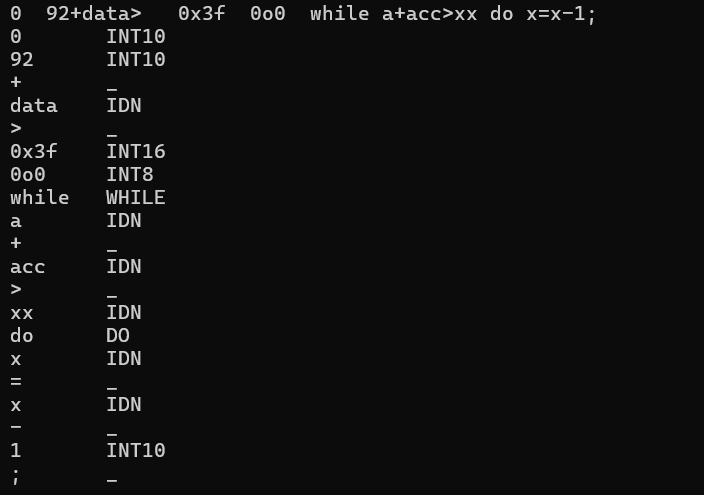 0  92+data>   0x3f  0o0  while a+acc>xx do x=x-1;
0       INT10
92      INT10
+       _
data    IDN
>       _
0x3f    INT16
0o0     INT8
while   WHILE
a       IDN
+       _
acc     IDN
>       _
xx      IDN
do      DO
x       IDN
=       _
x       IDN
-       _
1       INT10
;       _